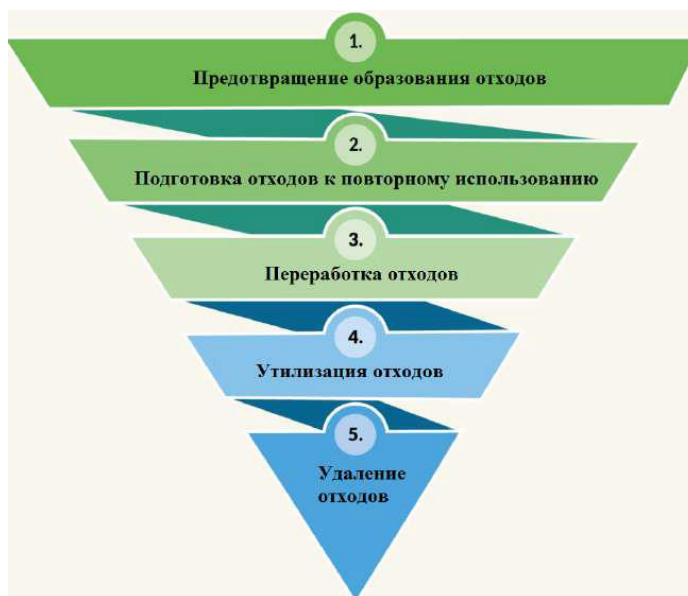 1.
Предотвращение образования отходов
2.
Подготовка отходов к повторному использованию
3.
Переработка отходов
4.
Утилизация отходов
5.
Удаление
отходов